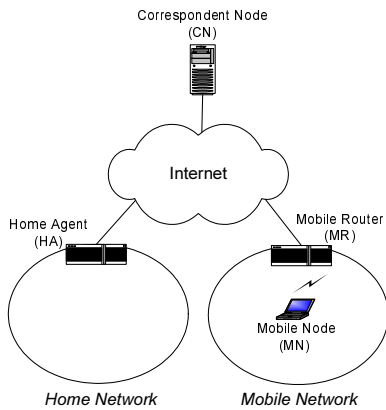 Correspondent Node
(CN)
Internet
Home Agent
(HA)
Mobile Router
(MR)
Mobile Node
(MN)
Home Network
Mobile Network